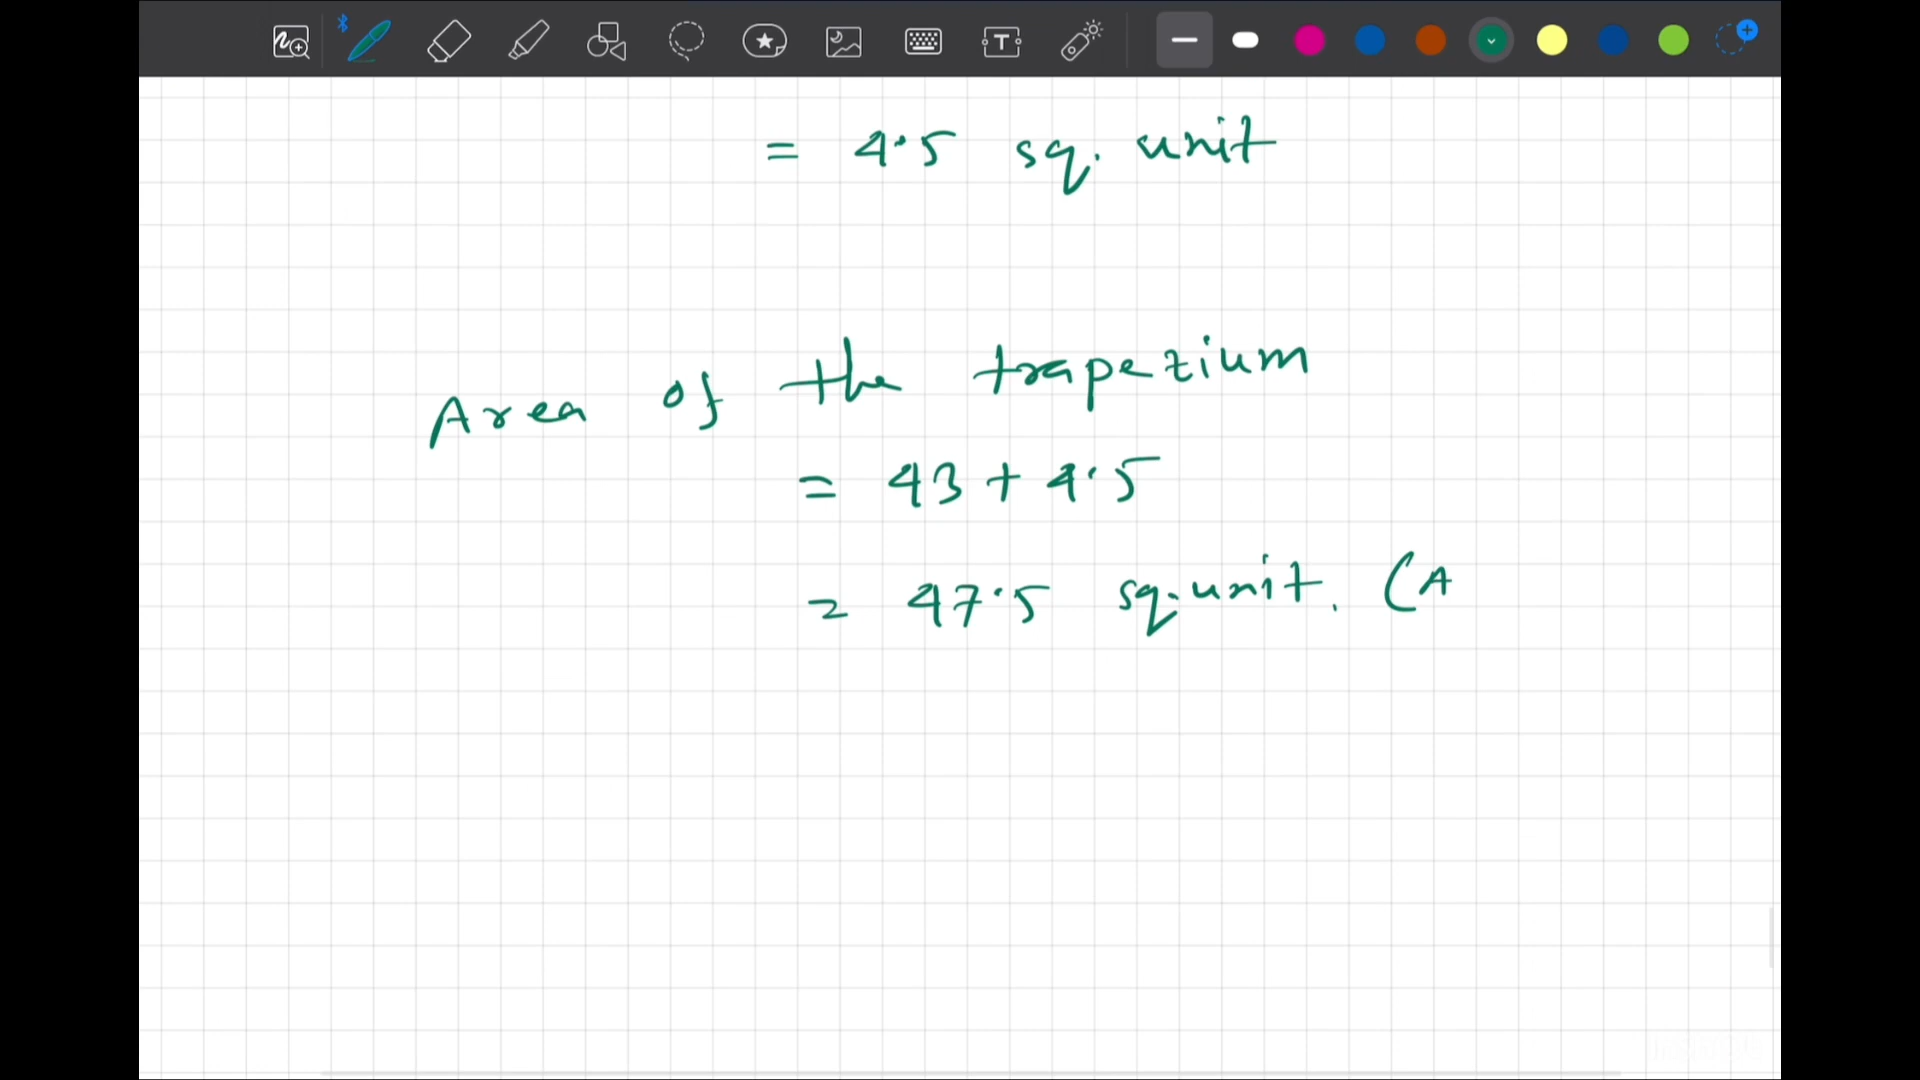 = 4.5 sq. unit
Area of the trapezium
= 43 + 4.5
= 47.5 sq.unit. (A